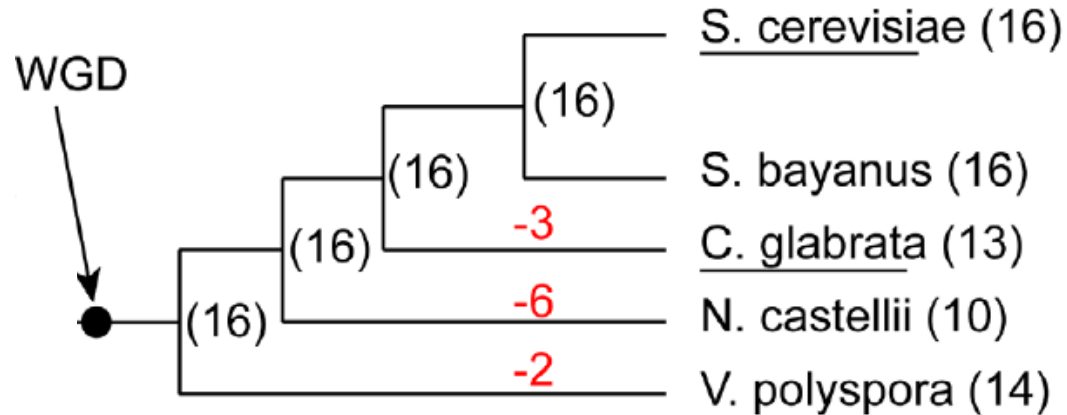 S. cerevisiae (16)
WGD
(16)
S. bayanus (16)
(16)
-3
C. glabrata (13)
(16)
-6
N. castellii (10)
(16)
-2
V. polyspora (14)